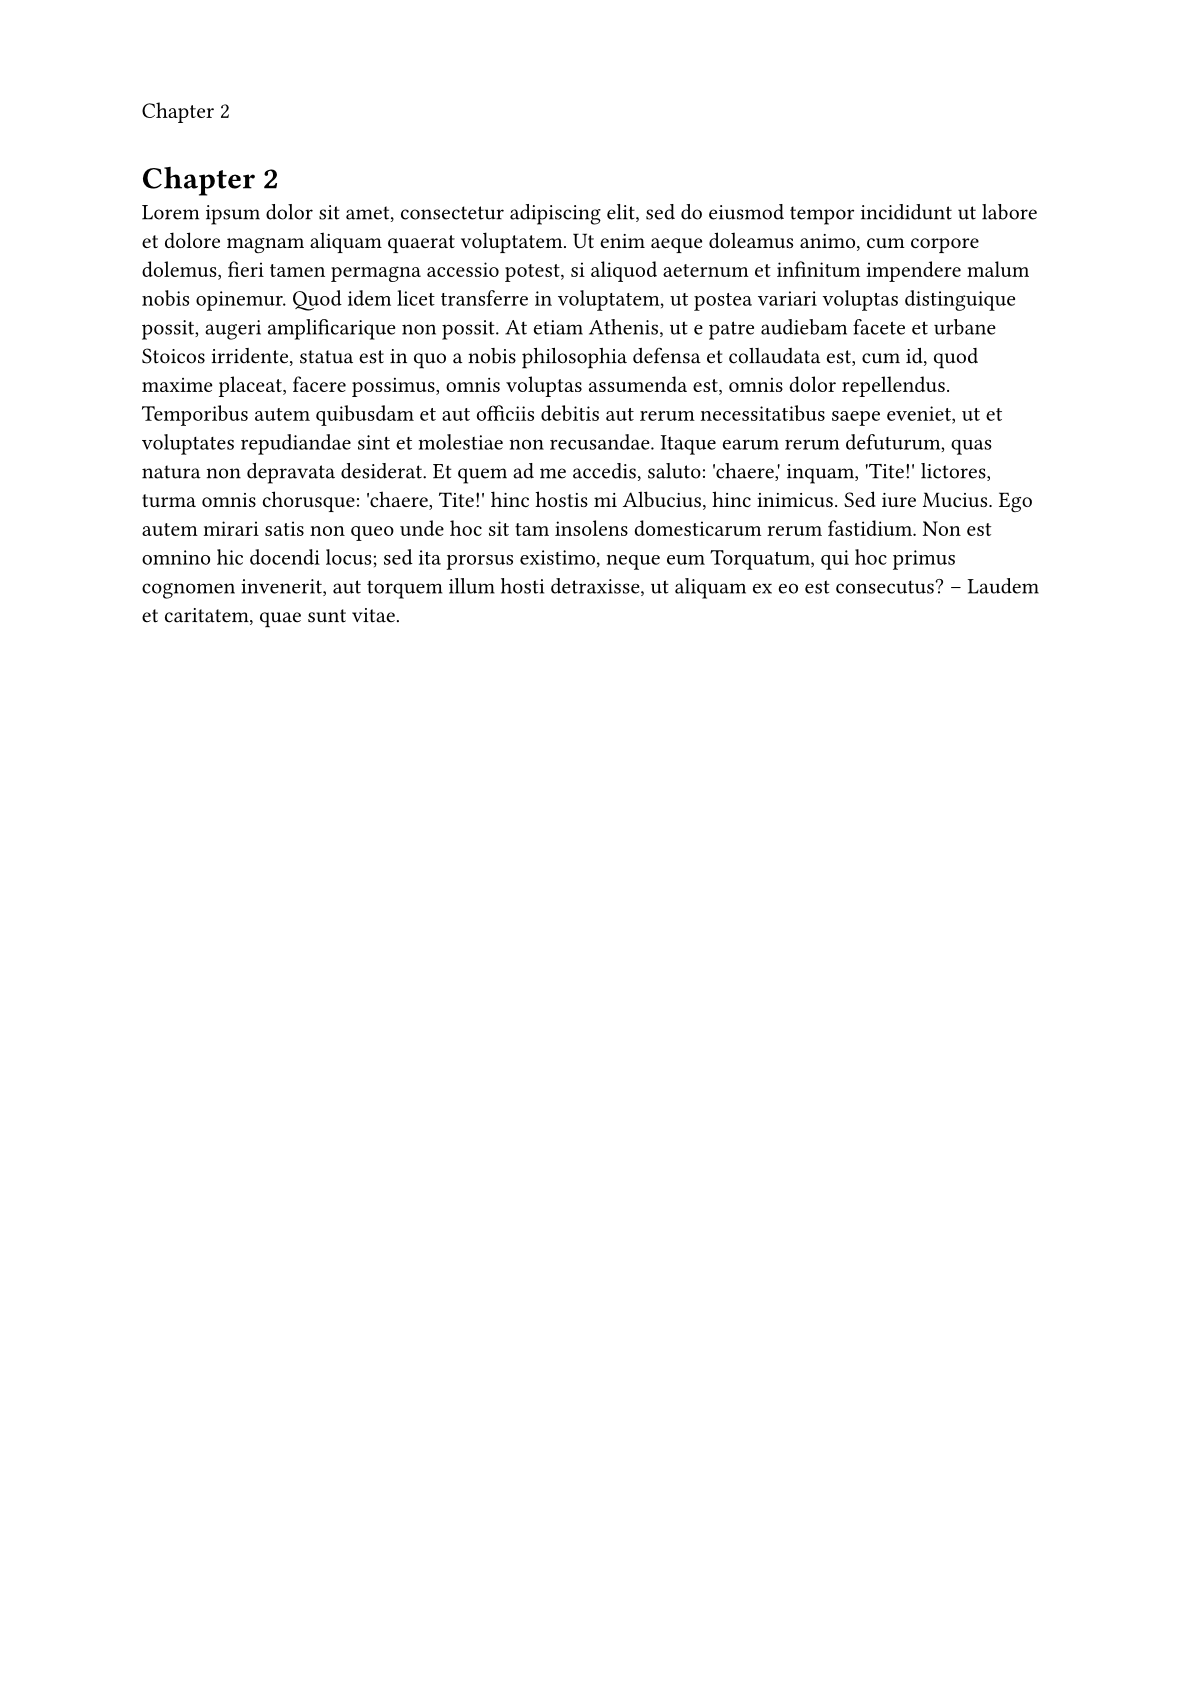 Chapter 2
Chapter 2
Lorem ipsum dolor sit amet, consectetur adipiscing elit, sed do eiusmod tempor incididunt ut labore
et dolore magnam aliquam quaerat voluptatem. Ut enim aeque doleamus animo, cum corpore
dolemus, fieri tamen permagna accessio potest, si aliquod aeternum et infinitum impendere malum
nobis opinemur. Quod idem licet transferre in voluptatem, ut postea variari voluptas distinguique
possit, augeri amplificarique non possit. At etiam Athenis, ut e patre audiebam facete et urbane
Stoicos irridente, statua est in quo a nobis philosophia defensa et collaudata est, cum id, quod
maxime placeat, facere possimus, omnis voluptas assumenda est, omnis dolor repellendus.
Temporibus autem quibusdam et aut officiis debitis aut rerum necessitatibus saepe eveniet, ut et
voluptates repudiandae sint et molestiae non recusandae. Itaque earum rerum defuturum, quas
natura non depravata desiderat. Et quem ad me accedis, saluto: 'chaere,' inquam, 'Tite!' lictores,
turma omnis chorusque: 'chaere, Tite!' hinc hostis mi Albucius, hinc inimicus. Sed iure Mucius. Ego
autem mirari satis non queo unde hoc sit tam insolens domesticarum rerum fastidium. Non est
omnino hic docendi locus; sed ita prorsus existimo, neque eum Torquatum, qui hoc primus
cognomen invenerit, aut torquem illum hosti detraxisse, ut aliquam ex eo est consecutus? – Laudem
et caritatem, quae sunt vitae.